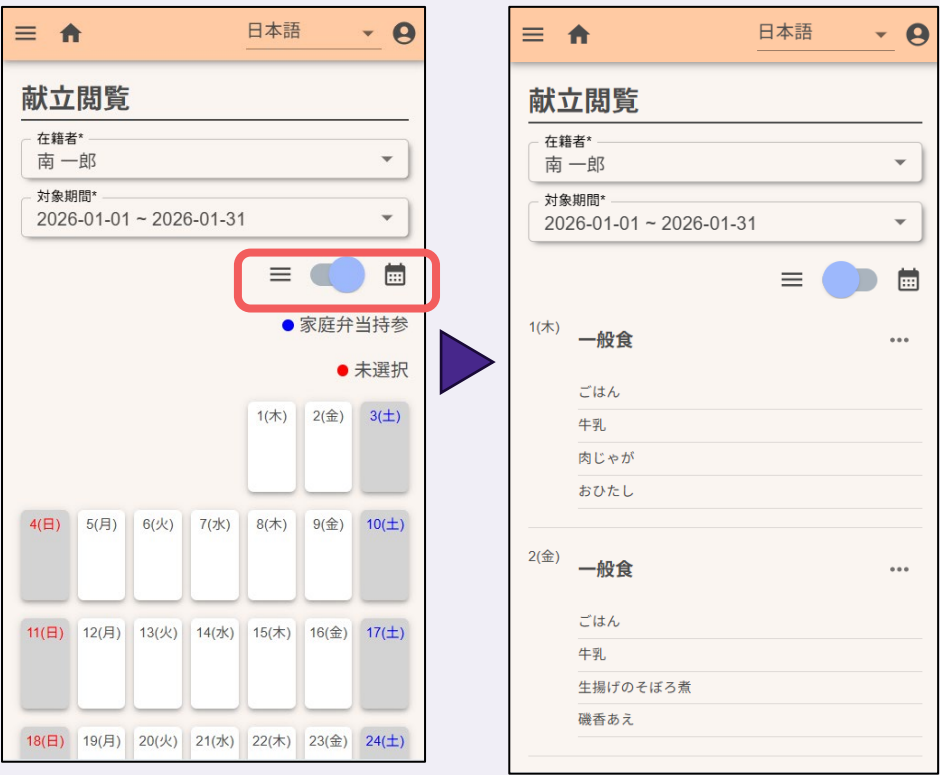 日本語
献立閲覧
在籍者*
南 一郎
対象期間*
2026-01-01 ~ 2026-01-31
家庭弁当持参
未選択
1(木) 2(金) 3(土)
4(日) 5(月) 6(火) 7(水) 8(木) 9(金) 10(土)
11(日) 12(月) 13(火) 14(水) 15(木) 16(金) 17(土)
18(日) 19(月) 20(火) 21(水) 22(木) 23(金) 24(土)
日本語
献立閲覧
在籍者*
南 一郎
対象期間*
2026-01-01 ~ 2026-01-31
1(木) 一般食
ごはん
牛乳
肉じゃが
おひたし
2(金) 一般食
ごはん
牛乳
生揚げのそぼろ煮
磯香あえ